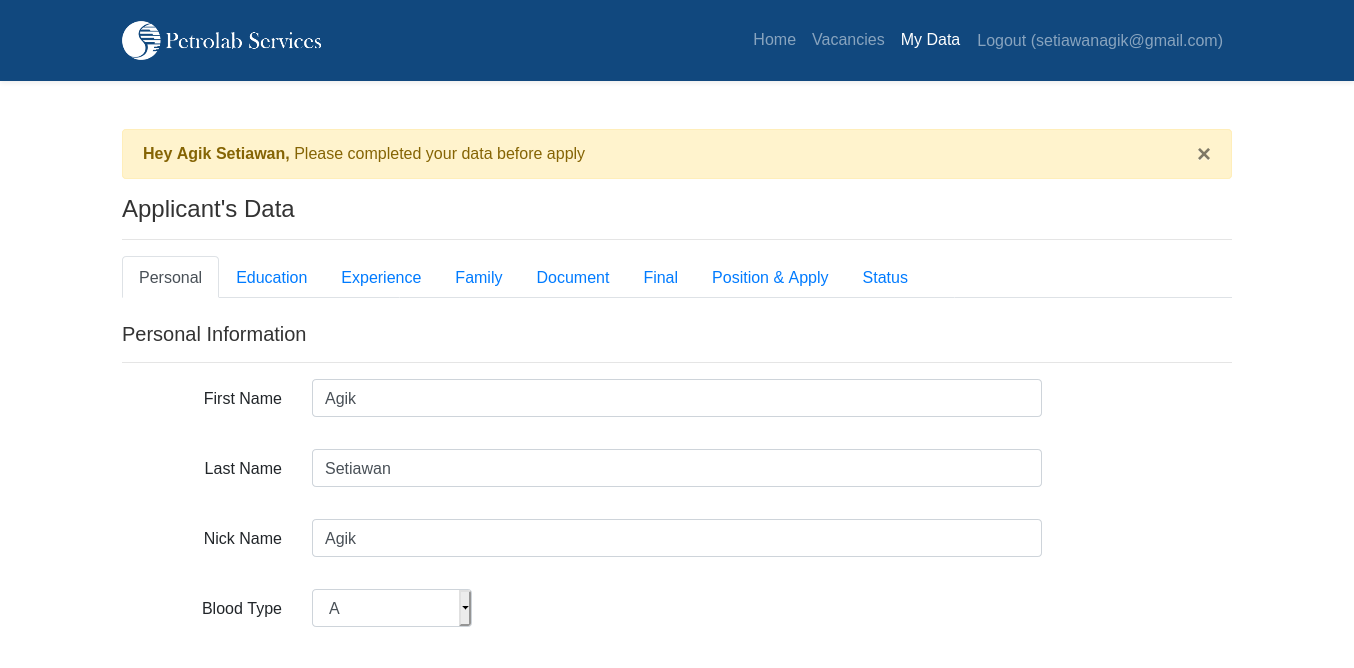 Petrolab Services
Home Vacancies My Data Logout (setiawanagik@gmail.com)
Hey Agik Setiawan, Please completed your data before apply ×
Applicant's Data
Personal Education Experience Family Document Final Position & Apply Status
Personal Information
First Name Agik
Last Name Setiawan
Nick Name Agik
Blood Type A